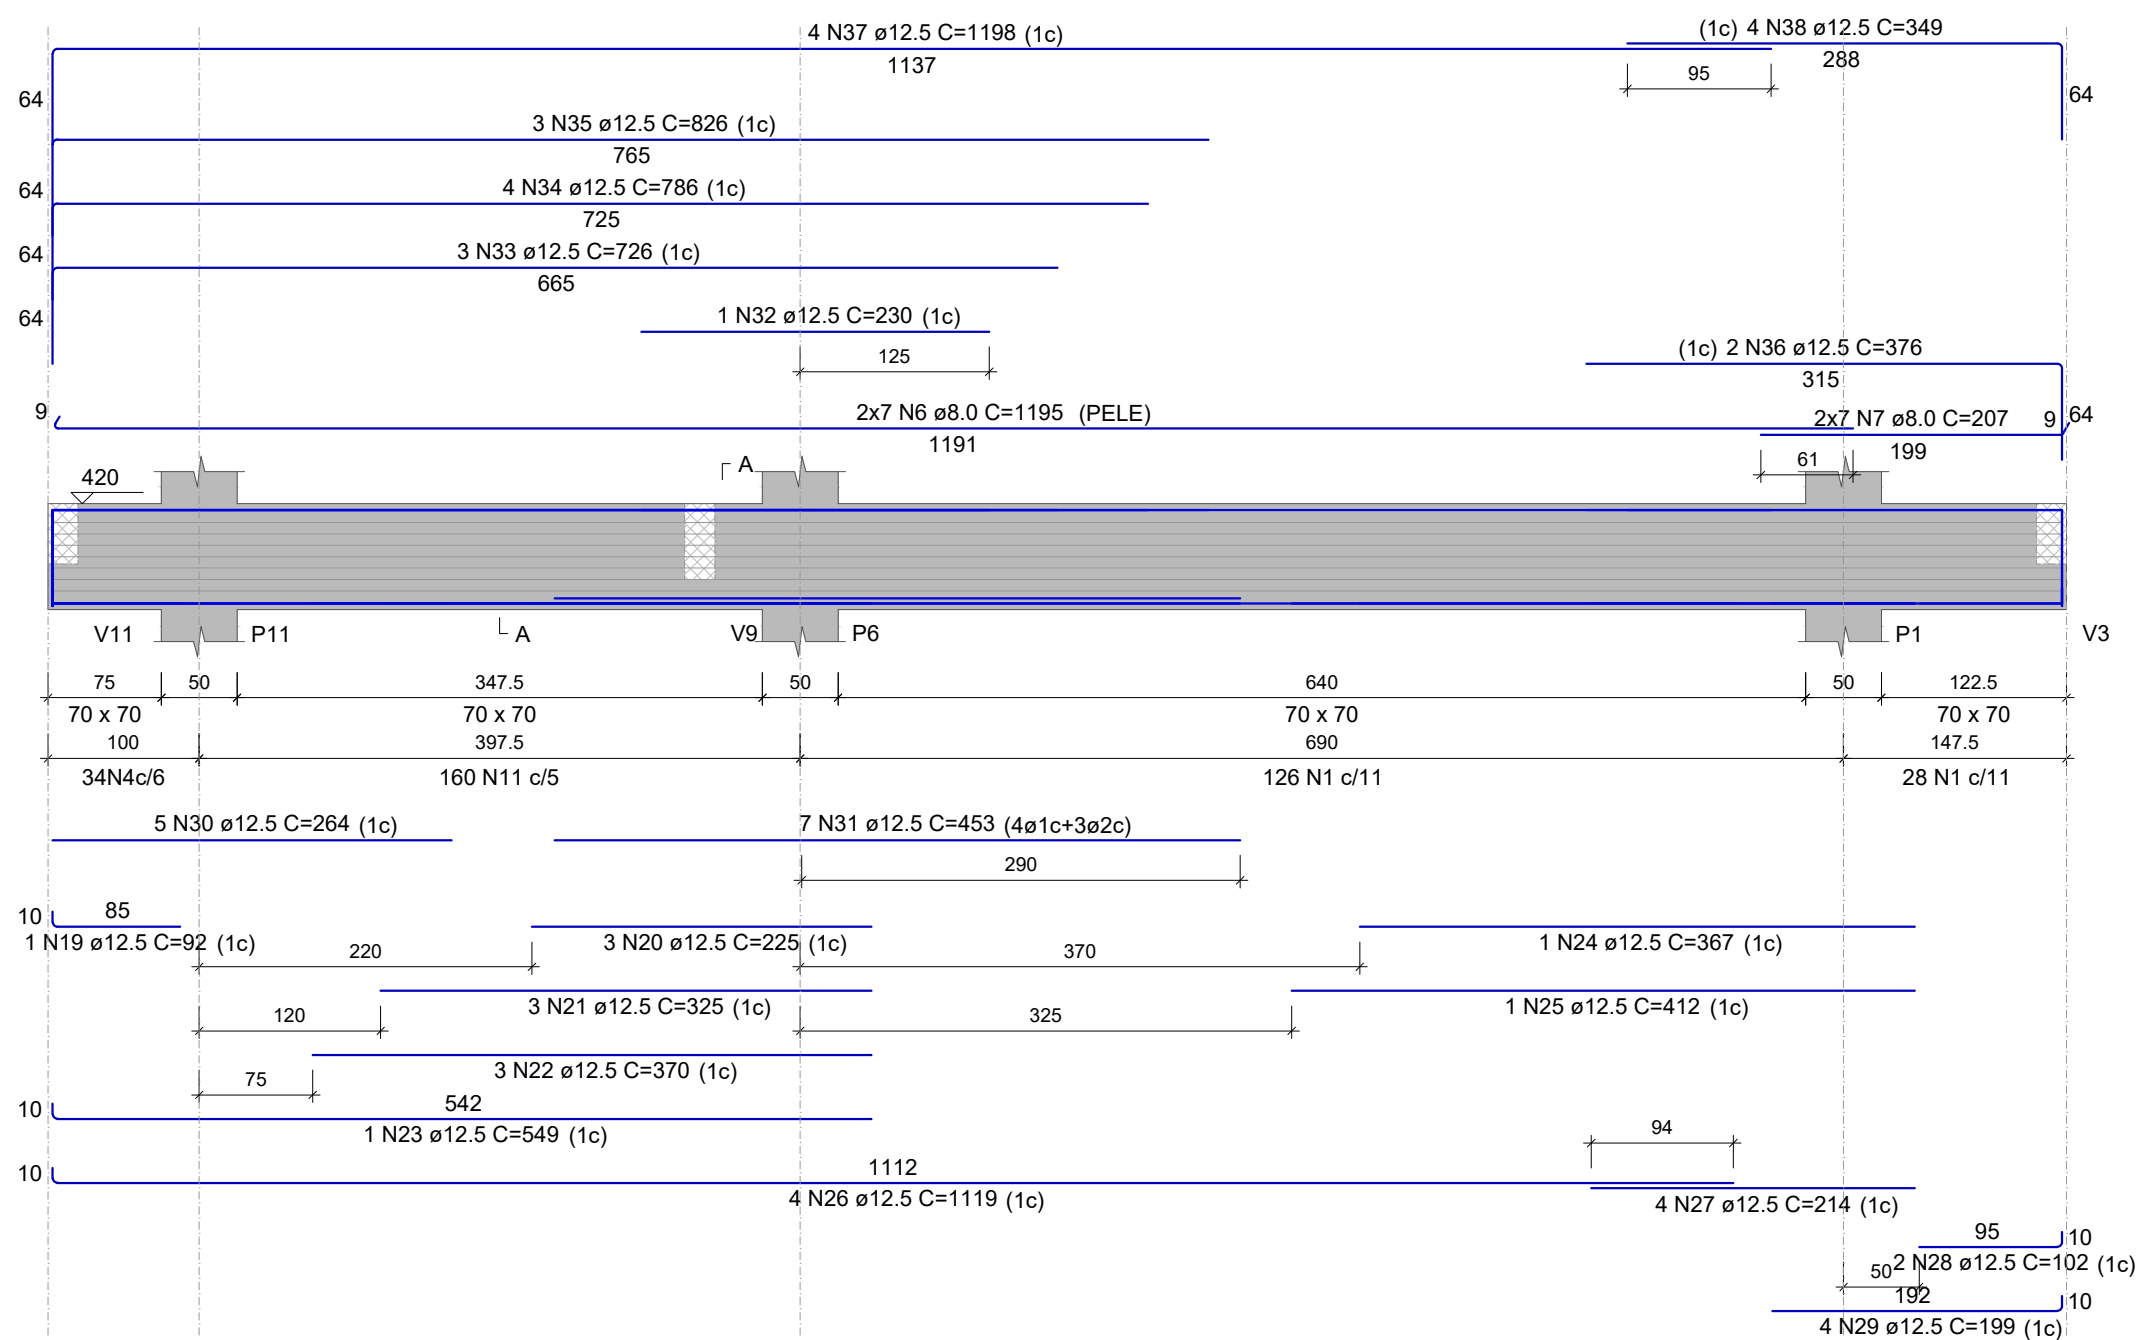 4 N37 ø12.5 C=1198 (1c)
1137
(1c) 4 N38 ø12.5 C=349
288
95
64
64
3 N35 ø12.5 C=826 (1c)
765
64
4 N34 ø12.5 C=786 (1c)
725
64
3 N33 ø12.5 C=726 (1c)
665
64
1 N32 ø12.5 C=230 (1c)
125
(1c) 2 N36 ø12.5 C=376
315
64
9
2x7 N6 ø8.0 C=1195 (PELE)
1191
2x7 N7 ø8.0 C=207
9
199
61
A
420
V11
P11
A
V9
P6
P1
V3
75 50 347.5 50 640 50 122.5
70 x 70 70 x 70 70 x 70 70 x 70
100 397.5 690 147.5
34N4c/6 160 N11 c/5 126 N1 c/11 28 N1 c/11
5 N30 ø12.5 C=264 (1c)
7 N31 ø12.5 C=453 (4ø1c+3ø2c)
290
10
85
1 N19 ø12.5 C=92 (1c)
220
3 N20 ø12.5 C=225 (1c)
370
1 N24 ø12.5 C=367 (1c)
120
3 N21 ø12.5 C=325 (1c)
325
1 N25 ø12.5 C=412 (1c)
75
3 N22 ø12.5 C=370 (1c)
10
542
1 N23 ø12.5 C=549 (1c)
94
10
1112
4 N26 ø12.5 C=1119 (1c)
4 N27 ø12.5 C=214 (1c)
95
10
2 N28 ø12.5 C=102 (1c)
50
192
10
4 N29 ø12.5 C=199 (1c)